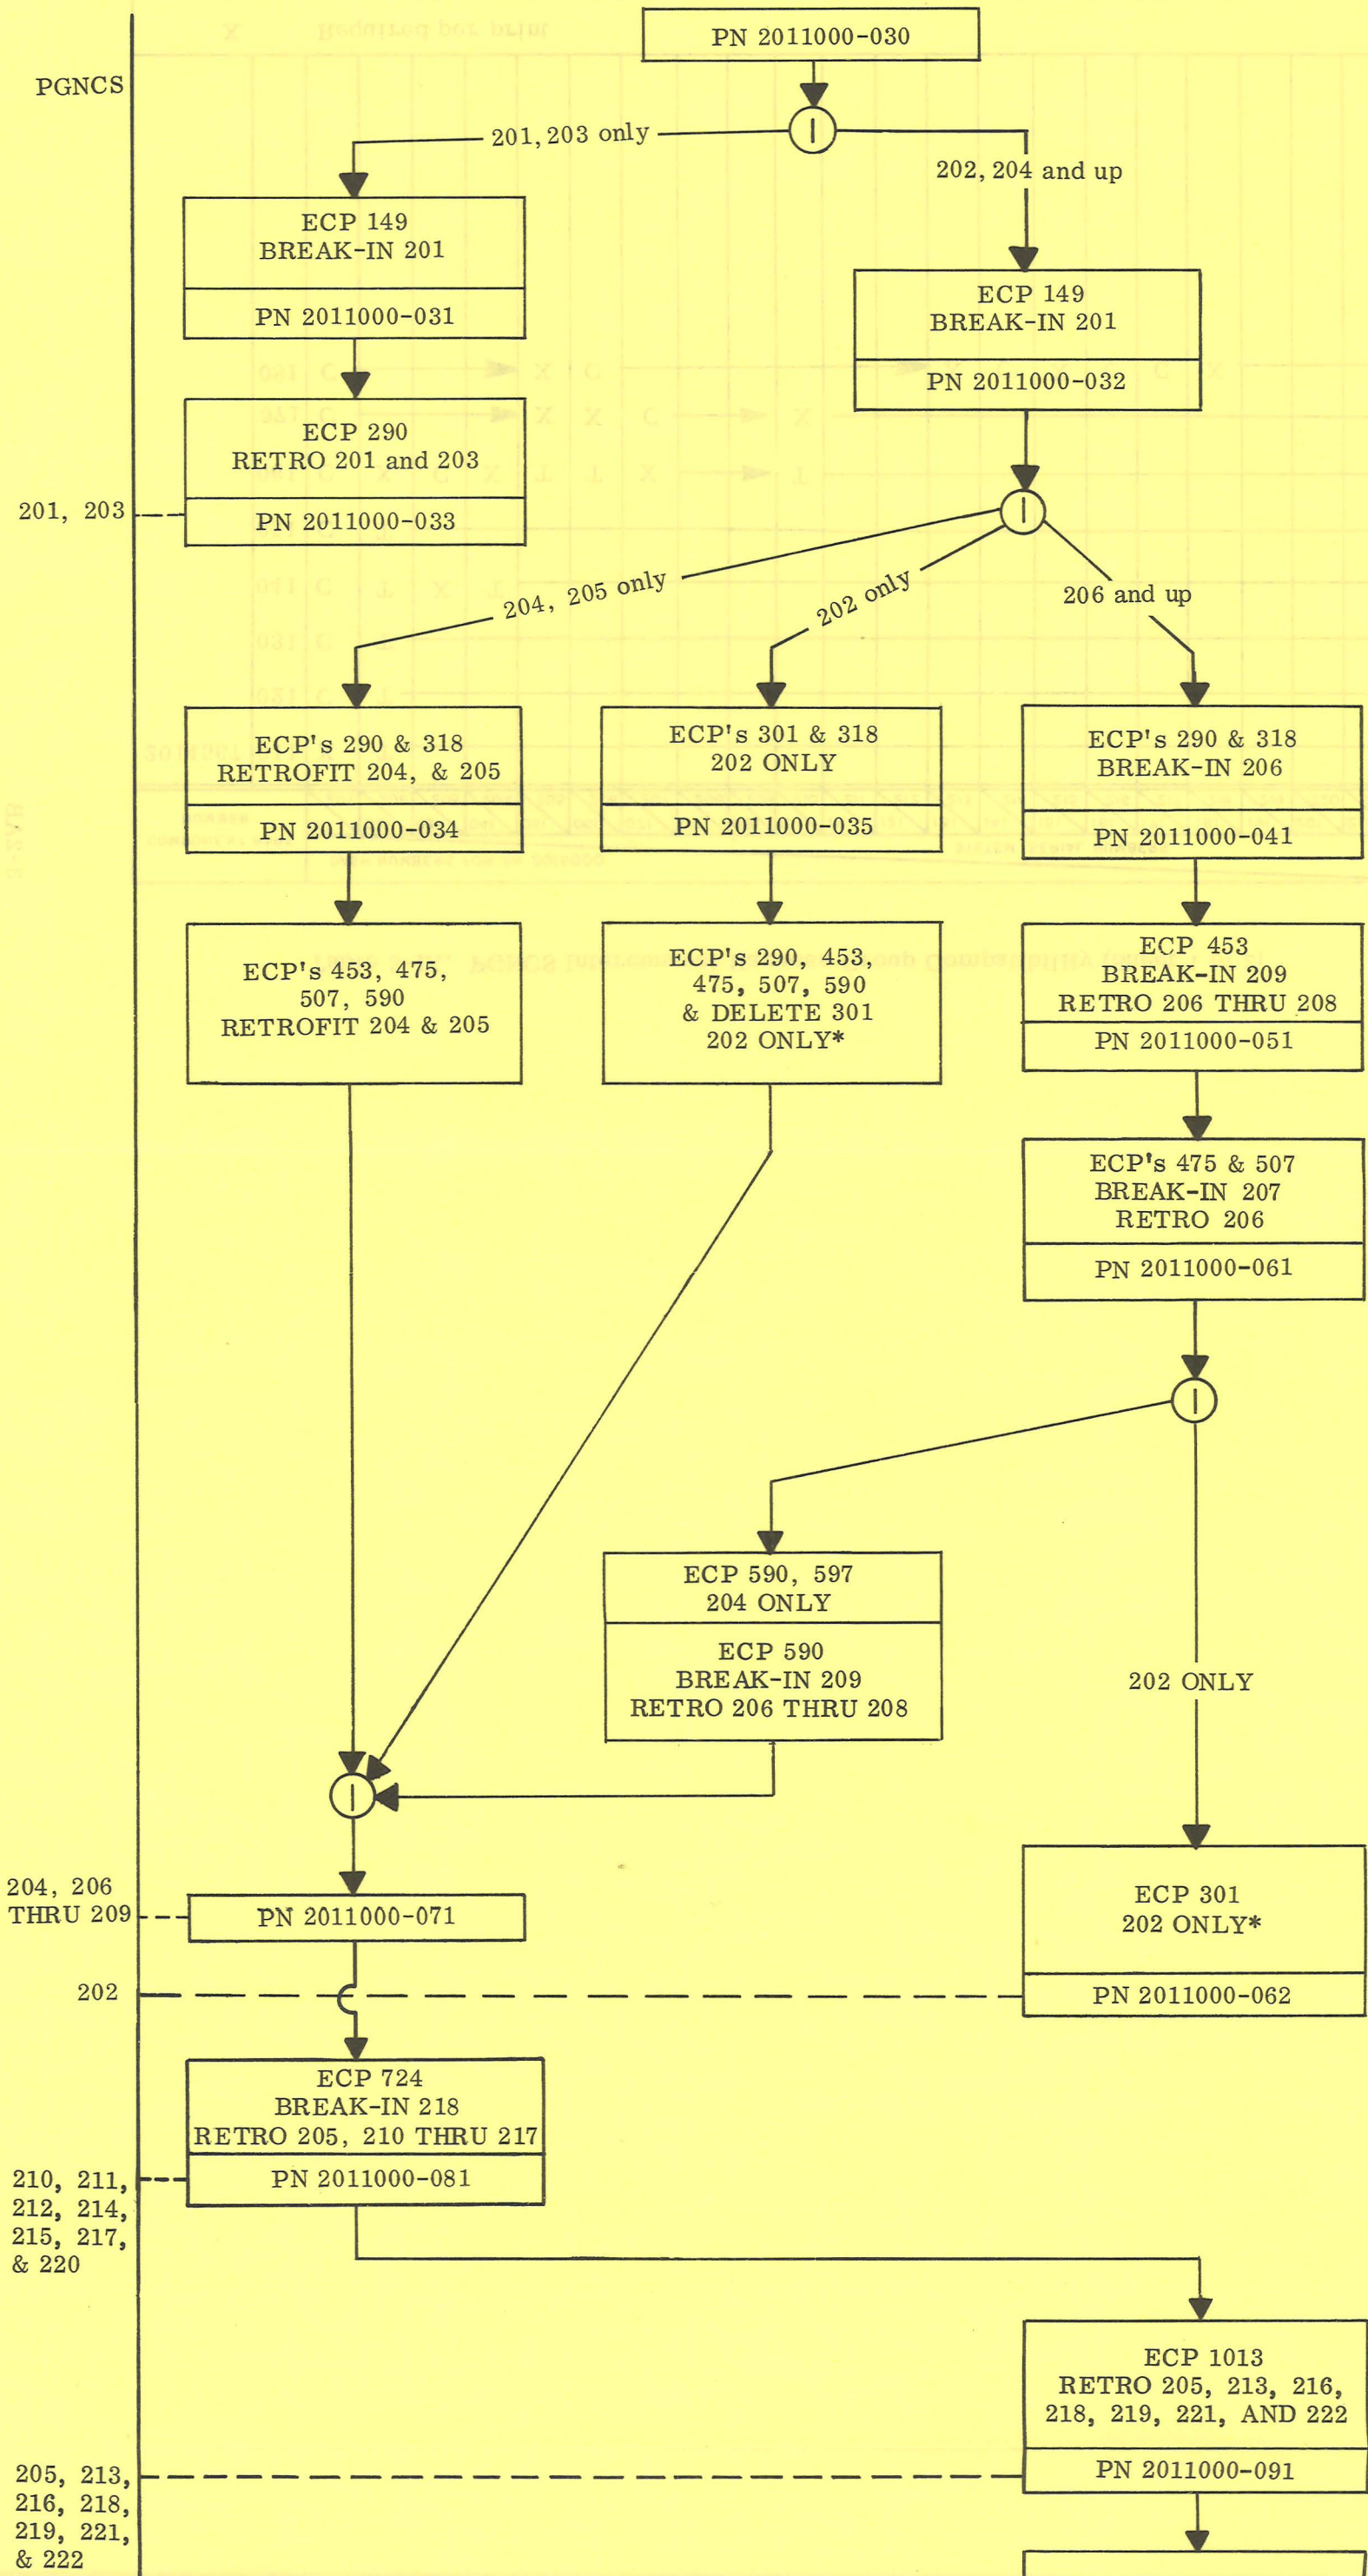 PN 2011000-030
PGNCS
201, 203 only
202, 204 and up
ECP 149
BREAK-IN 201
PN 2011000-031
ECP 149
BREAK-IN 201
PN 2011000-032
ECP 290
RETRO 201 and 203
PN 2011000-033
201, 203
204, 205 only
202 only
206 and up
ECP's 290 & 318
RETROFIT 204, & 205
PN 2011000-034
ECP's 301 & 318
202 ONLY
PN 2011000-035
ECP's 290 & 318
BREAK-IN 206
PN 2011000-041
ECP's 453, 475,
507, 590
RETROFIT 204 & 205
ECP's 290, 453,
475, 507, 590
& DELETE 301
202 ONLY*
ECP 453
BREAK-IN 209
RETRO 206 THRU 208
PN 2011000-051
ECP's 475 & 507
BREAK-IN 207
RETRO 206
PN 2011000-061
ECP 590, 597
204 ONLY
ECP 590
BREAK-IN 209
RETRO 206 THRU 208
202 ONLY
204, 206
THRU 209
PN 2011000-071
ECP 301
202 ONLY*
PN 2011000-062
202
ECP 724
BREAK-IN 218
RETRO 205, 210 THRU 217
PN 2011000-081
210, 211,
212, 214,
215, 217,
& 220
ECP 1013
RETRO 205, 213, 216,
218, 219, 221, AND 222
PN 2011000-091
205, 213,
216, 218,
219, 221,
& 222